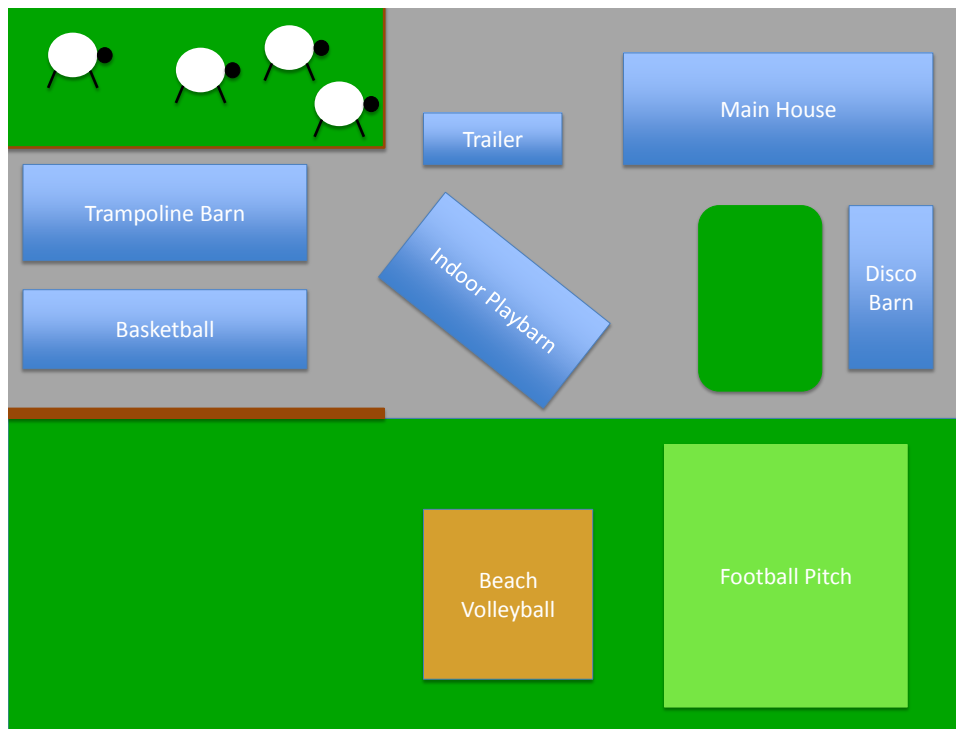 Main House
Trailer
Trampoline Barn
Indoor Playbarn
Disco
Barn
Basketball
Beach
Volleyball
Football Pitch